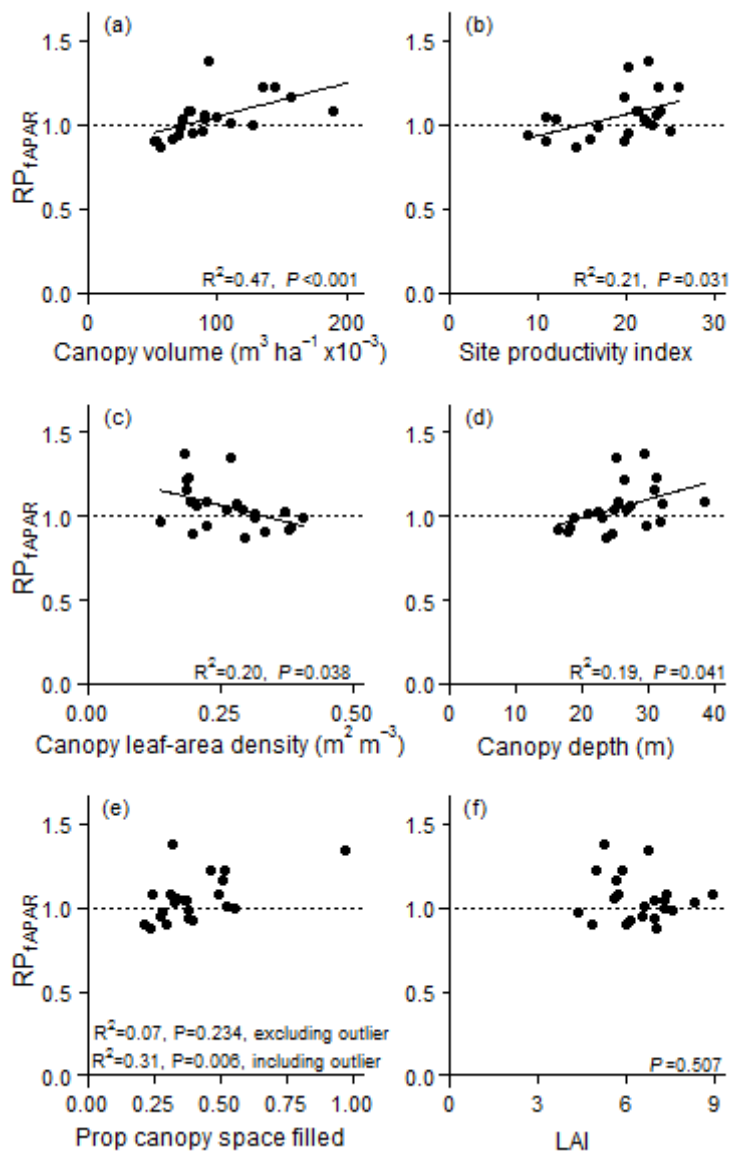 (a)
1.5
1.0
0.5
0.0
RPfAPAR
R²=0.47, P<0.001
0 100 200
Canopy volume (m³ ha⁻¹ x10⁻³)
(b)
1.5
1.0
0.5
0.0
R²=0.21, P=0.031
0 10 20 30
Site productivity index
(c)
1.5
1.0
0.5
0.0
RPfAPAR
R²=0.20, P=0.038
0.00 0.25 0.50
Canopy leaf-area density (m² m⁻³)
(d)
1.5
1.0
0.5
0.0
R²=0.19, P=0.041
0 10 20 30 40
Canopy depth (m)
(e)
1.5
1.0
0.5
0.0
RPfAPAR
R²=0.07, P=0.234, excluding outlier
R²=0.31, P=0.006, including outlier
0.00 0.25 0.50 0.75 1.00
Prop canopy space filled
(f)
1.5
1.0
0.5
0.0
P=0.507
0 3 6 9
LAI